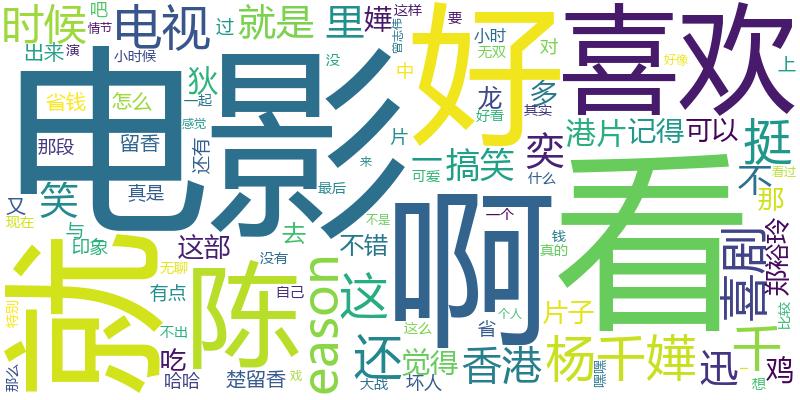 时候
吧
情节
电视
过
就是
里
嬅
曾志伟
这样
要
小时
好
喜欢
出来
演
小时候
没
无双
对
好像
上
狄
中
龙
多
省钱
怎么
一起
其实
好看
电影
那段
留香
还有
感觉
片
奕
港片
记得
可以
挺
来
一
搞笑
什么
真是
最后
可爱
不
看过
笑
又
现在
与
印象
这部
去
不错
不是
一个
啊
真的
钱
看
那
郑裕玲
喜剧
无聊
没有
就
陈
有点
自己
eason
这
个人
片子
比较
特别
不出
这么
省
千
还
觉得
香港
杨千嬅
迅
鸡
那么
吃
哈哈
楚留香
戏
大战
坏人
嘿嘿
想